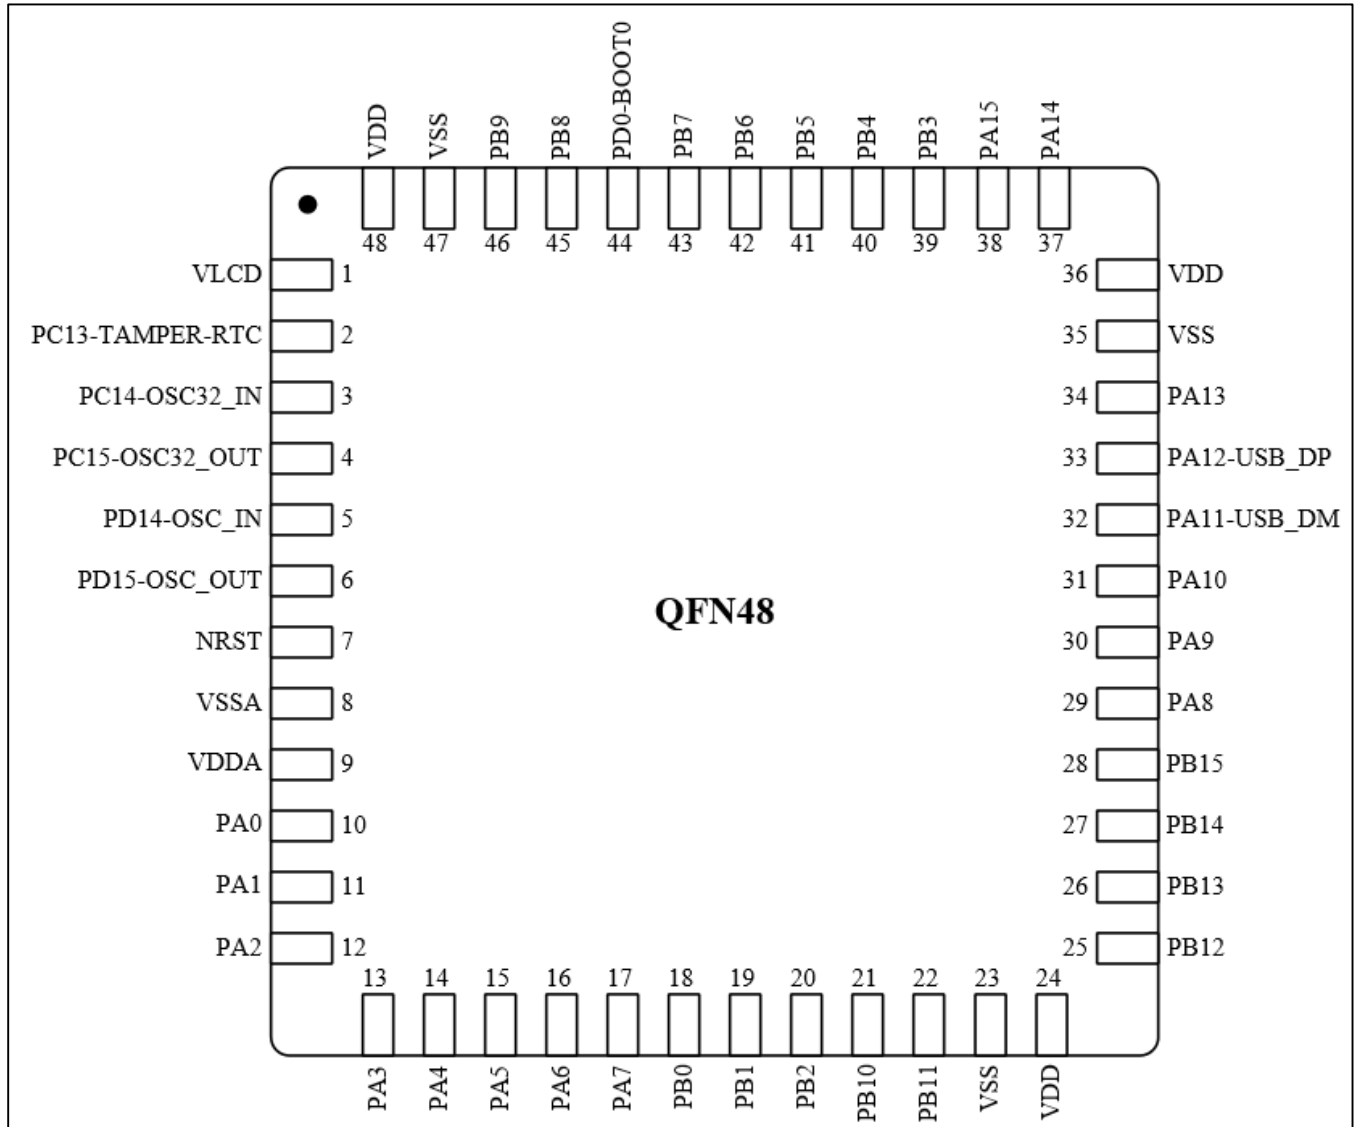 VDD
VSS
PB9
PB8
PD0-BOOT0
PB7
PB6
PB5
PB4
PB3
PA15
PA14
48
47
46
45
44
43
42
41
40
39
38
37
VLCD 1
36 VDD
PC13-TAMPER-RTC 2
35 VSS
PC14-OSC32_IN 3
34 PA13
PC15-OSC32_OUT 4
33 PA12-USB_DP
PD14-OSC_IN 5
32 PA11-USB_DM
PD15-OSC_OUT 6
31 PA10
QFN48
NRST 7
30 PA9
VSSA 8
29 PA8
VDDA 9
28 PB15
PA0 10
27 PB14
PA1 11
26 PB13
PA2 12
25 PB12
13
14
15
16
17
18
19
20
21
22
23
24
PA3
PA4
PA5
PA6
PA7
PB0
PB1
PB2
PB10
PB11
VSS
VDD